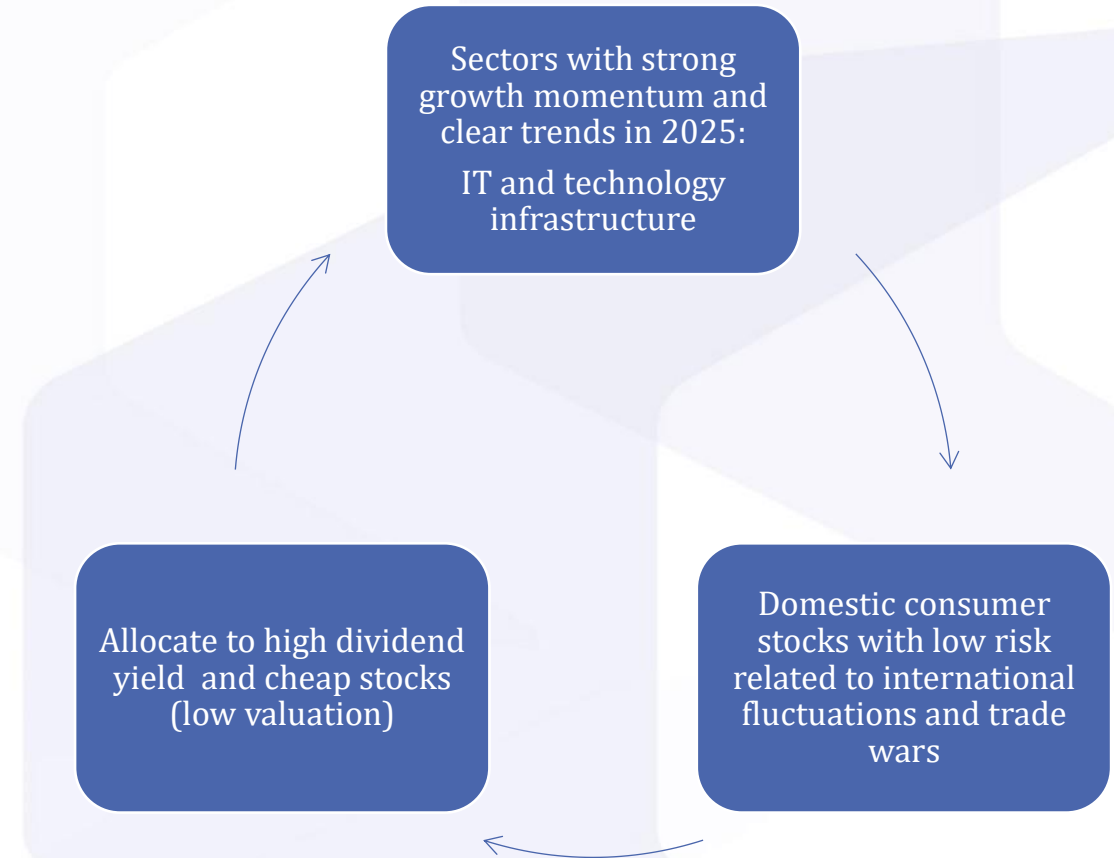 Sectors with strong
growth momentum and
clear trends in 2025:
IT and technology
infrastructure
Allocate to high dividend
yield  and cheap stocks
(low valuation)
Domestic consumer
stocks with low risk
related to international
fluctuations and trade
wars